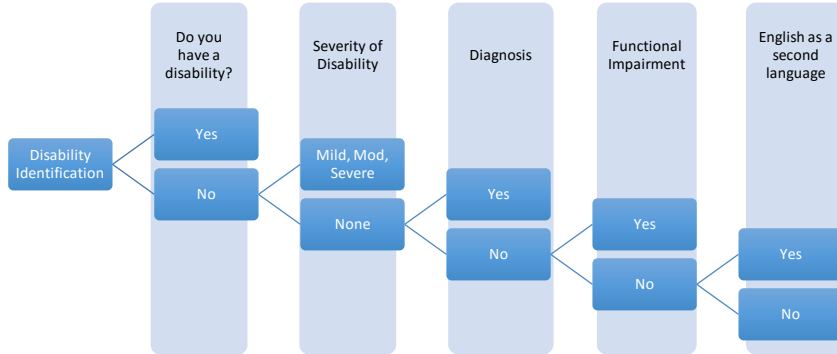 Do you
have a
disability?
Severity of
Disability
Diagnosis
Functional
Impairment
English as a
second
language
Disability
Identification
Yes
No
Mild, Mod,
Severe
None
Yes
No
Yes
No
Yes
No